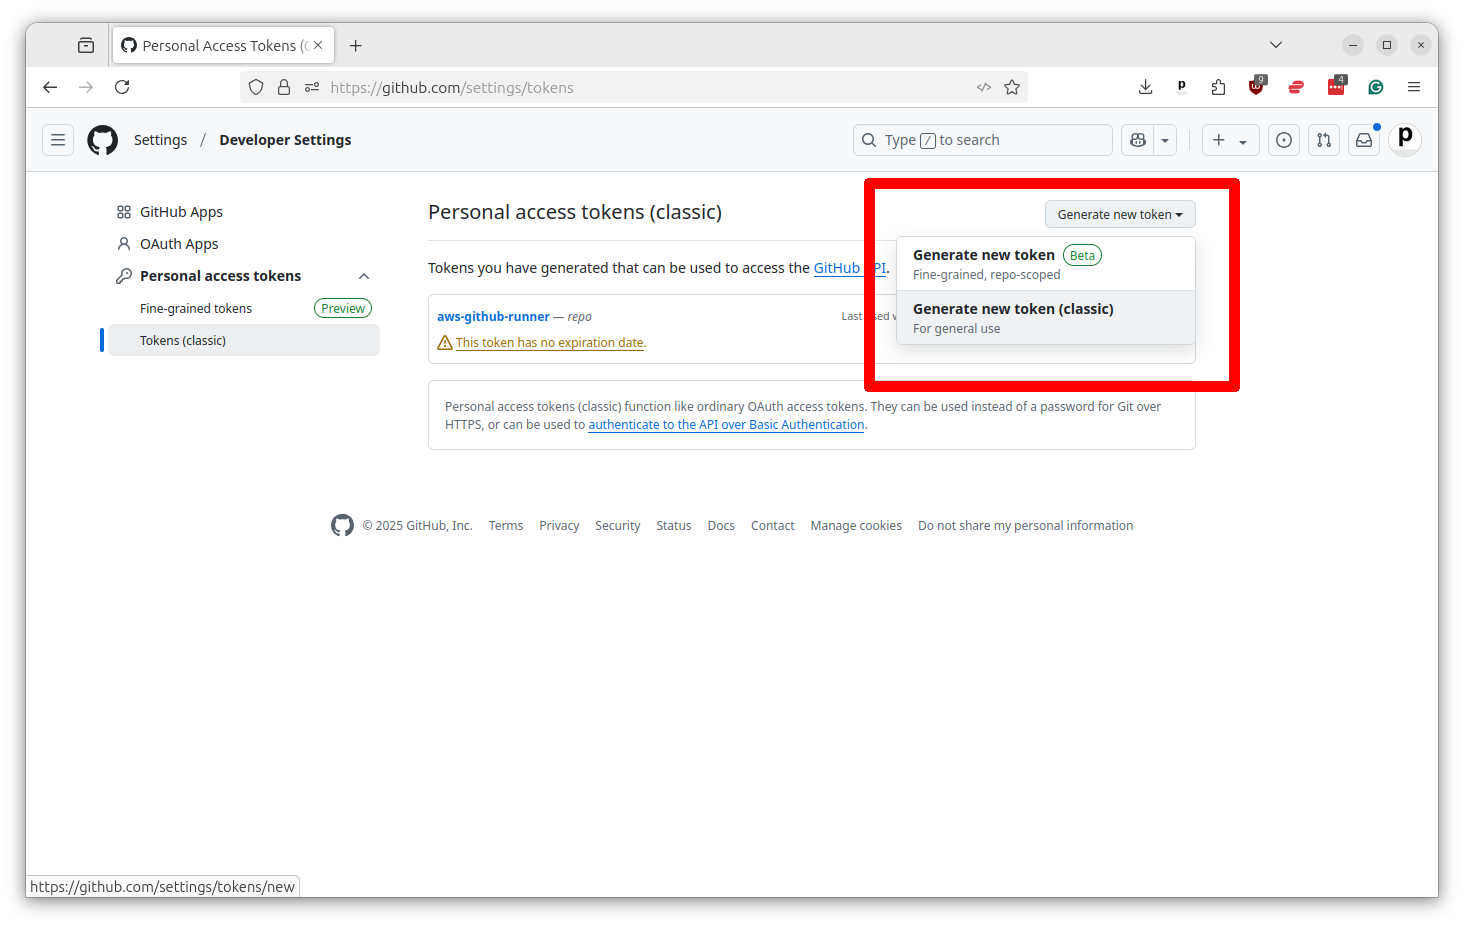 Personal Access Tokens (
https://github.com/settings/tokens
9
4
Settings / Developer Settings
Type / to search
p
GitHub Apps
OAuth Apps
Personal access tokens
Fine-grained tokens Preview
Tokens (classic)
Personal access tokens (classic)
Generate new token
Generate new token Beta
Fine-grained, repo-scoped
Generate new token (classic)
For general use
Tokens you have generated that can be used to access the GitHub PI.
aws-github-runner — repo
Last sed w
This token has no expiration date.
Personal access tokens (classic) function like ordinary OAuth access tokens. They can be used instead of a password for Git over
HTTPS, or can be used to authenticate to the API over Basic Authentication.
© 2025 GitHub, Inc. Terms Privacy Security Status Docs Contact Manage cookies Do not share my personal information
https://github.com/settings/tokens/new